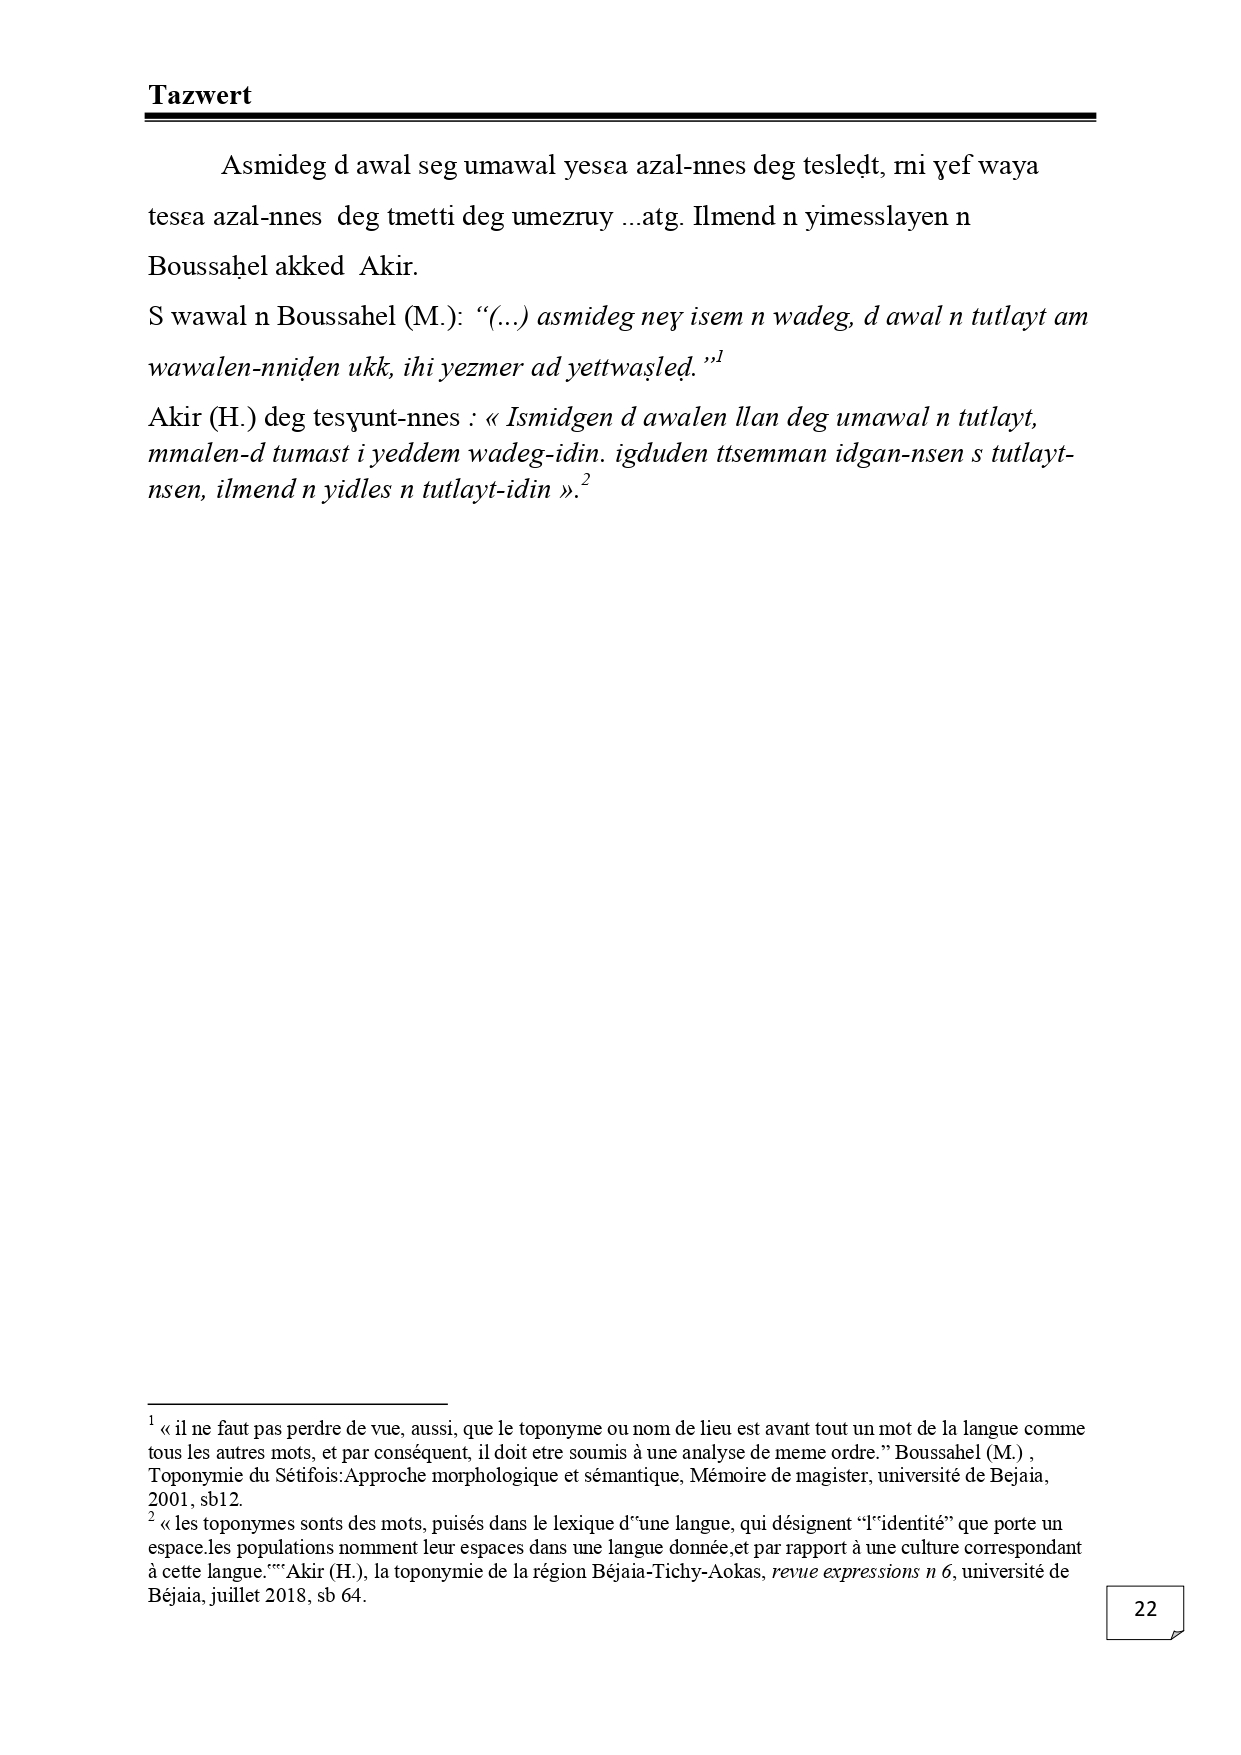 Tazwert
Asmideg d awal seg umawal yesɛa azal-nnes deg tesleḍt, rni ɣef waya
tesɛa azal-nnes deg tmetti deg umezruy ...atg. Ilmend n yimesslayen n
Boussaḥel akked Akir.
S wawal n Boussahel (M.): “(...) asmideg neɣ isem n wadeg, d awal n tutlayt am
wawalen-nniḍen ukk, ihi yezmer ad yettwaṣleḍ.”1
Akir (H.) deg tesɣunt-nnes : « Ismidgen d awalen llan deg umawal n tutlayt,
mmalen-d tumast i yeddem wadeg-idin. igduden ttsemman idgan-nsen s tutlayt-
nsen, ilmend n yidles n tutlayt-idin ».2
1 « il ne faut pas perdre de vue, aussi, que le toponyme ou nom de lieu est avant tout un mot de la langue comme
tous les autres mots, et par conséquent, il doit etre soumis à une analyse de meme ordre.” Boussahel (M.) ,
Toponymie du Sétifois:Approche morphologique et sémantique, Mémoire de magister, université de Bejaia,
2001, sb12.
2 « les toponymes sonts des mots, puisés dans le lexique d‟une langue, qui désignent “l‟identité” que porte un
espace.les populations nomment leur espaces dans une langue donnée,et par rapport à une culture correspondant
à cette langue.‟‟Akir (H.), la toponymie de la région Béjaia-Tichy-Aokas, revue expressions n 6, université de
Béjaia, juillet 2018, sb 64.
22